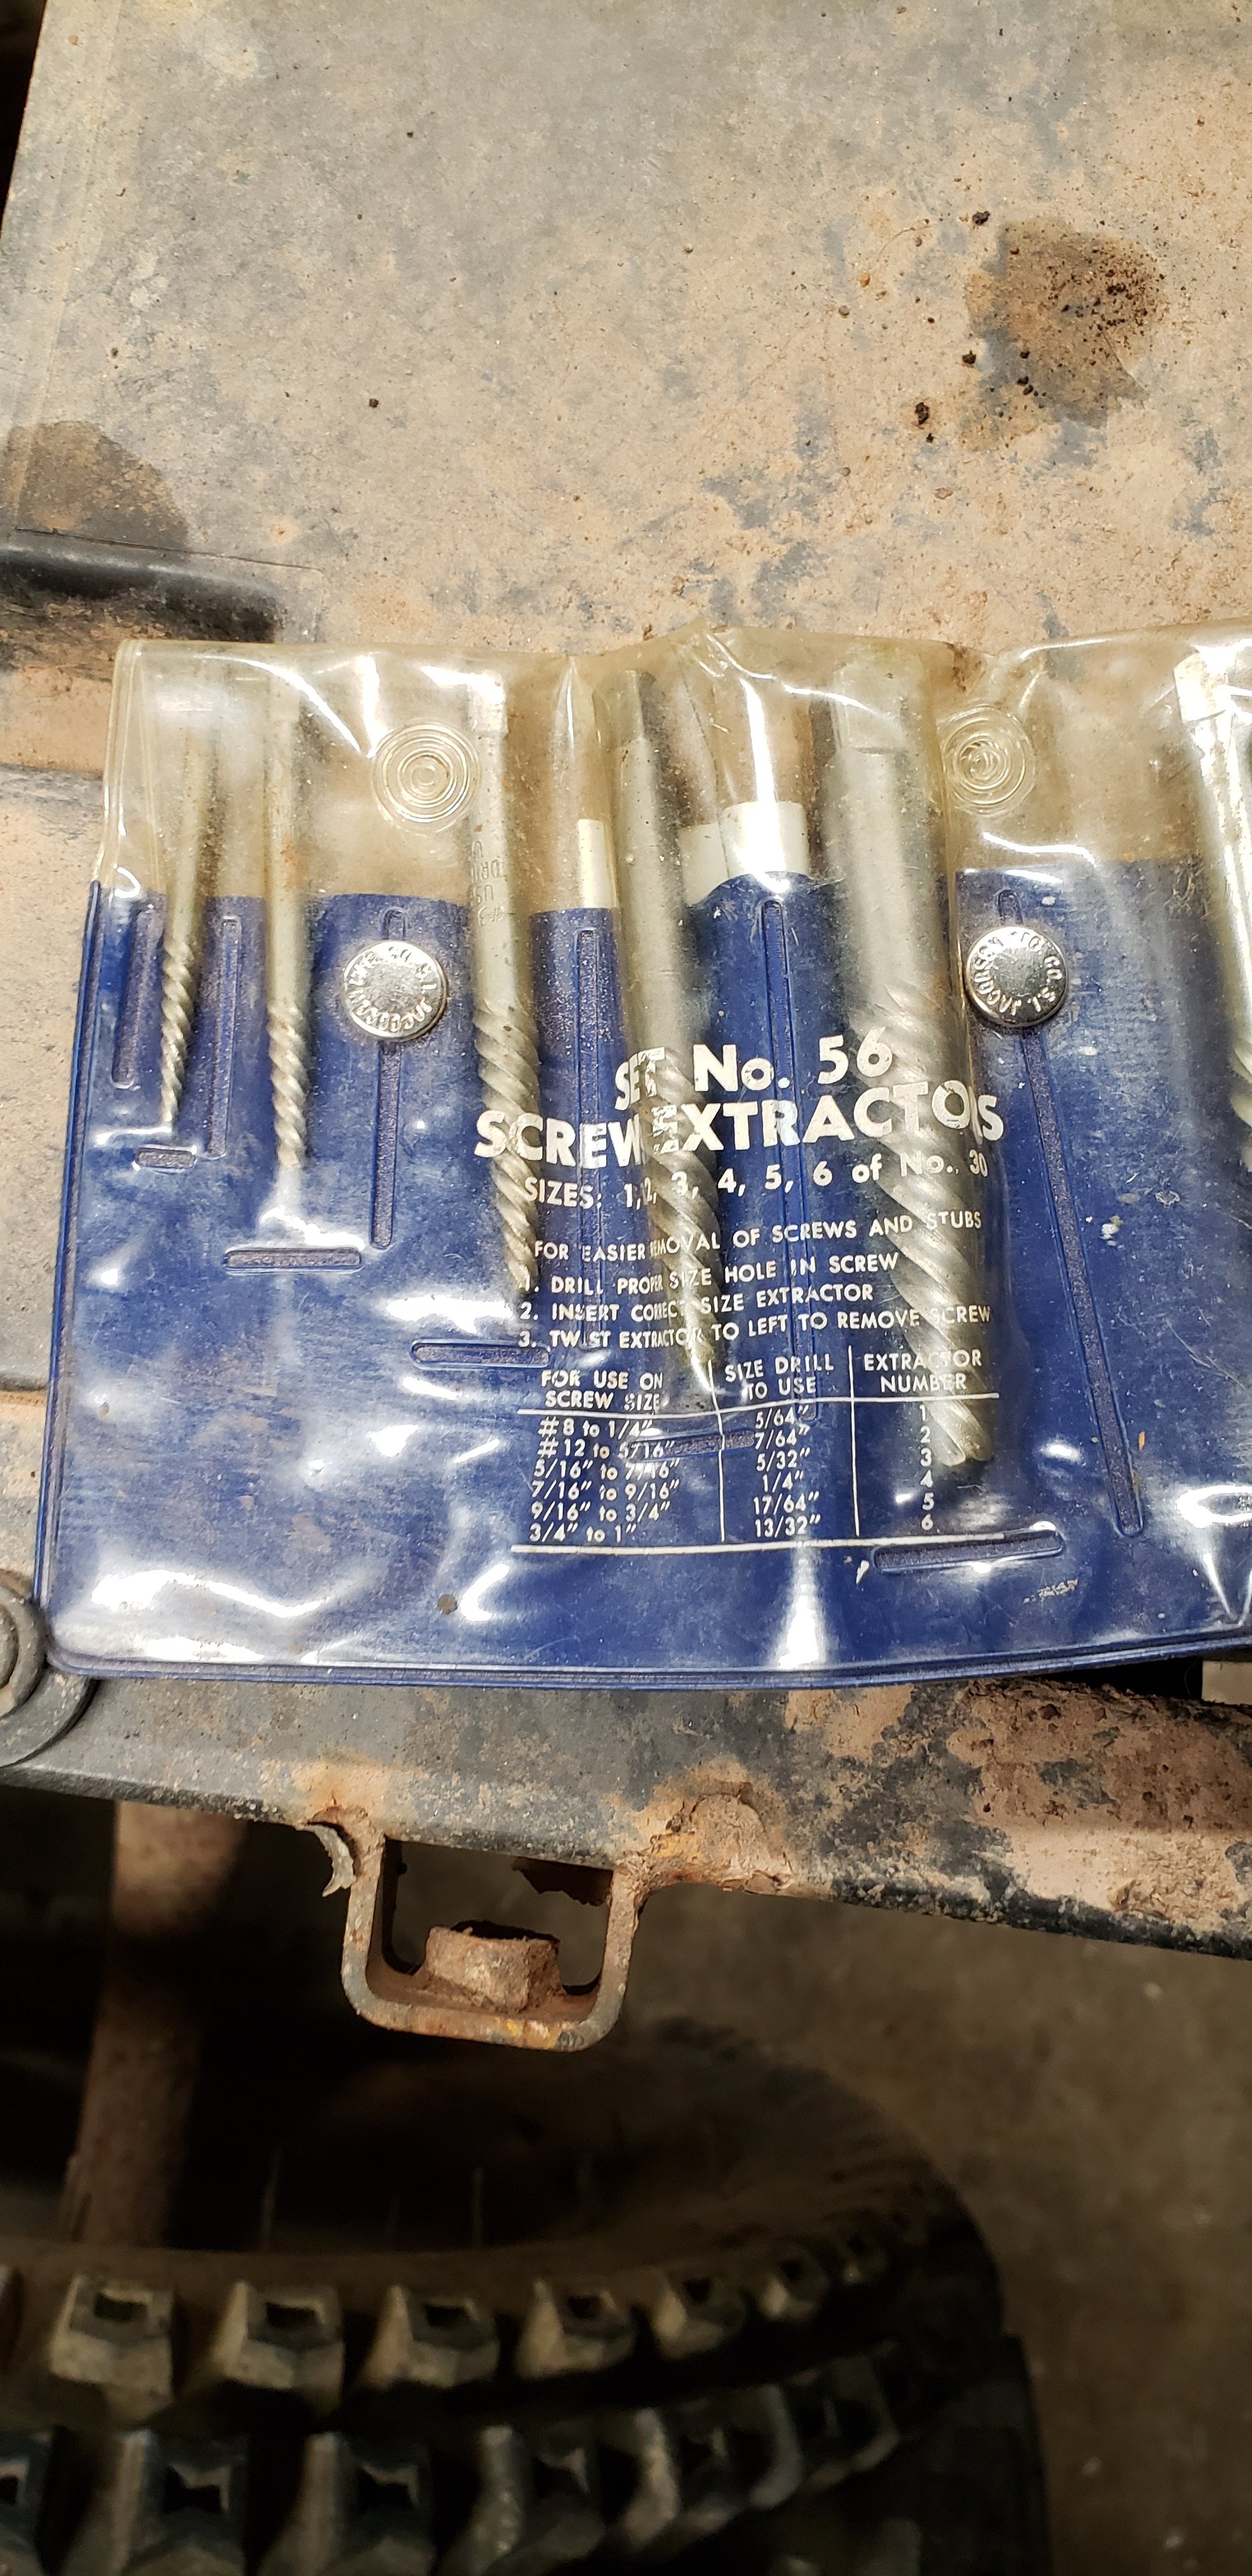 SET No. 56
SCREW EXTRACTORS
SIZES: 1, 2, 3, 4, 5, 6 of No. 30
FOR EASIER REMOVAL OF SCREWS AND STUBS
1. DRILL PROPER SIZE HOLE IN SCREW
2. INSERT CORRECT SIZE EXTRACTOR
3. TWIST EXTRACTOR TO LEFT TO REMOVE SCREW
FOR USE ON SCREW SIZE SIZE DRILL TO USE EXTRACTOR NUMBER
#8 to 1/4" 5/64" 1
#12 to 5/16" 7/64" 2
5/16" to 7/16" 5/32" 3
7/16" to 9/16" 1/4" 4
9/16" to 3/4" 17/64" 5
3/4" to 1" 13/32" 6